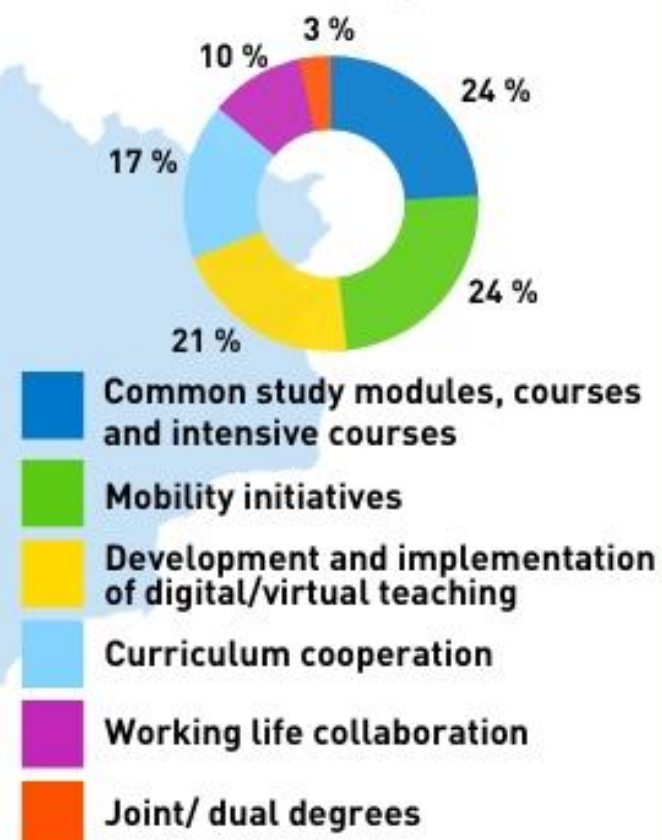 3 %
10 %
24 %
17 %
24 %
21 %
Common study modules, courses
and intensive courses
Mobility initiatives
Development and implementation
of digital/virtual teaching
Curriculum cooperation
Working life collaboration
Joint/ dual degrees